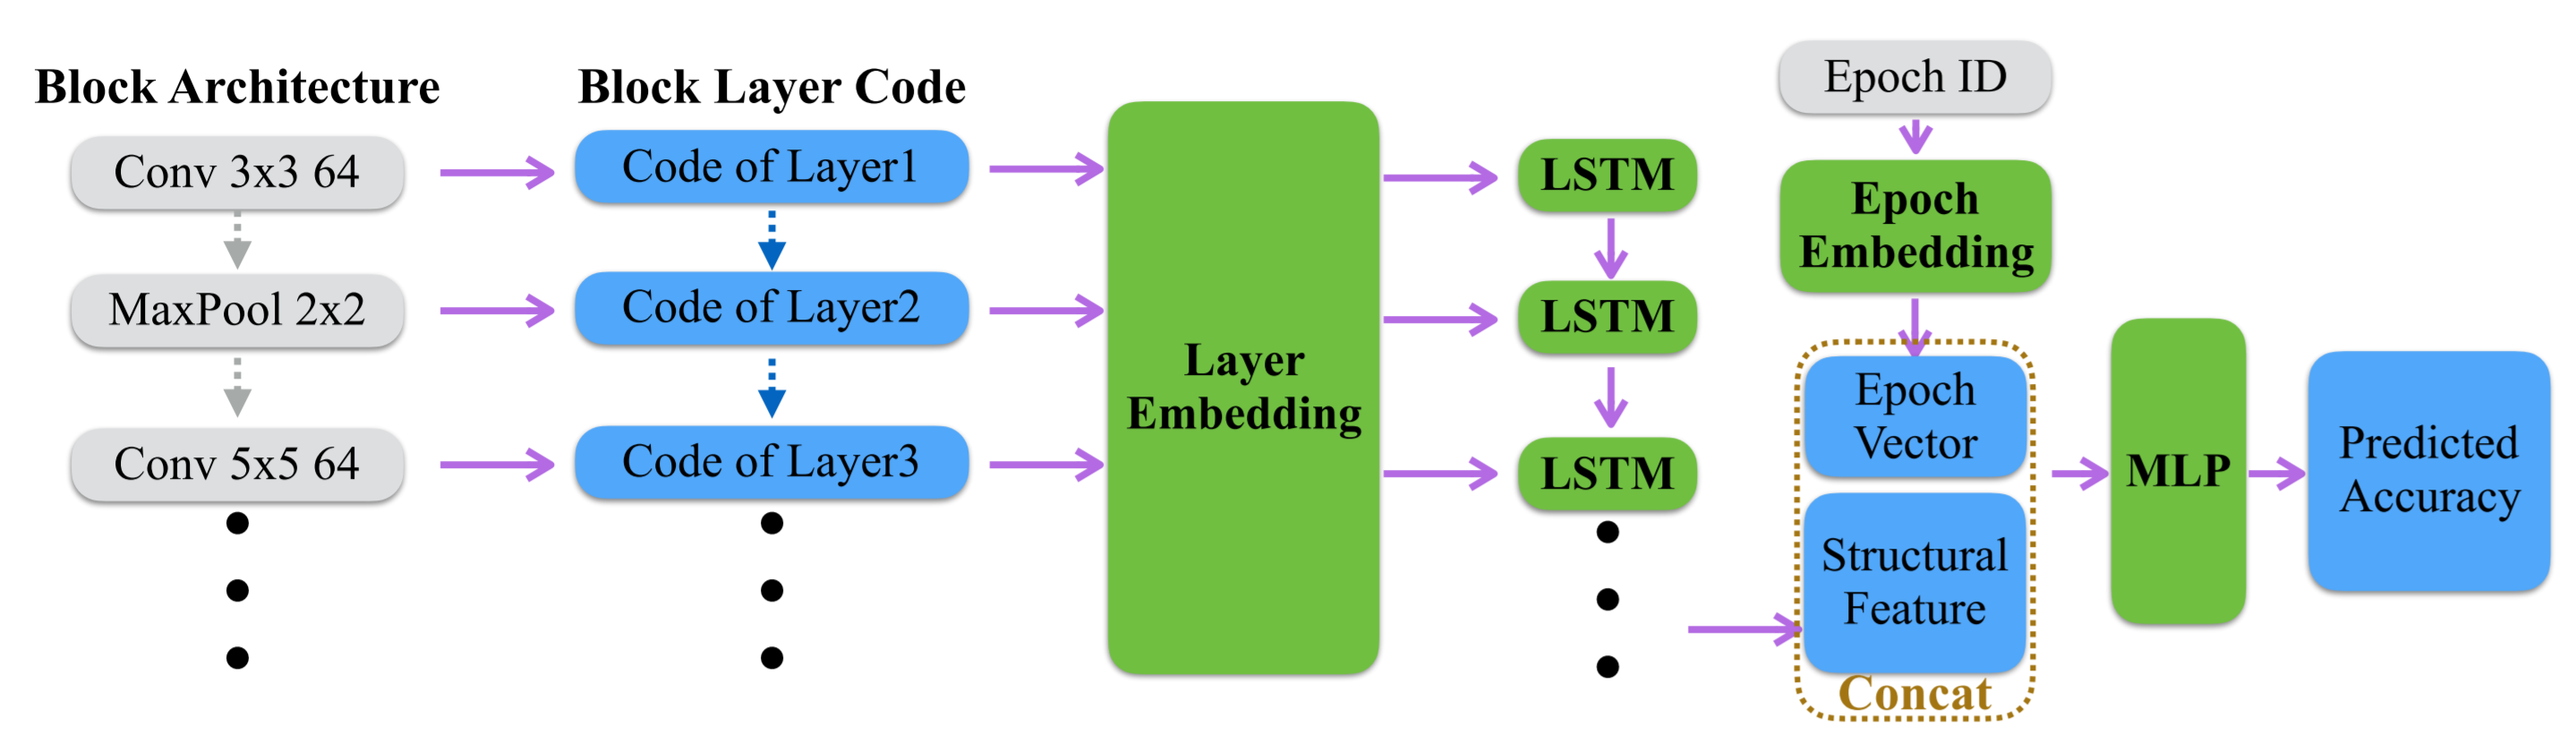 Block Architecture
Conv 3x3 64
MaxPool 2x2
Conv 5x5 64
Block Layer Code
Code of Layer1
Code of Layer2
Code of Layer3
Layer
Embedding
LSTM
LSTM
LSTM
Epoch ID
Epoch
Embedding
Epoch
Vector
Structural
Feature
Concat
MLP
Predicted
Accuracy